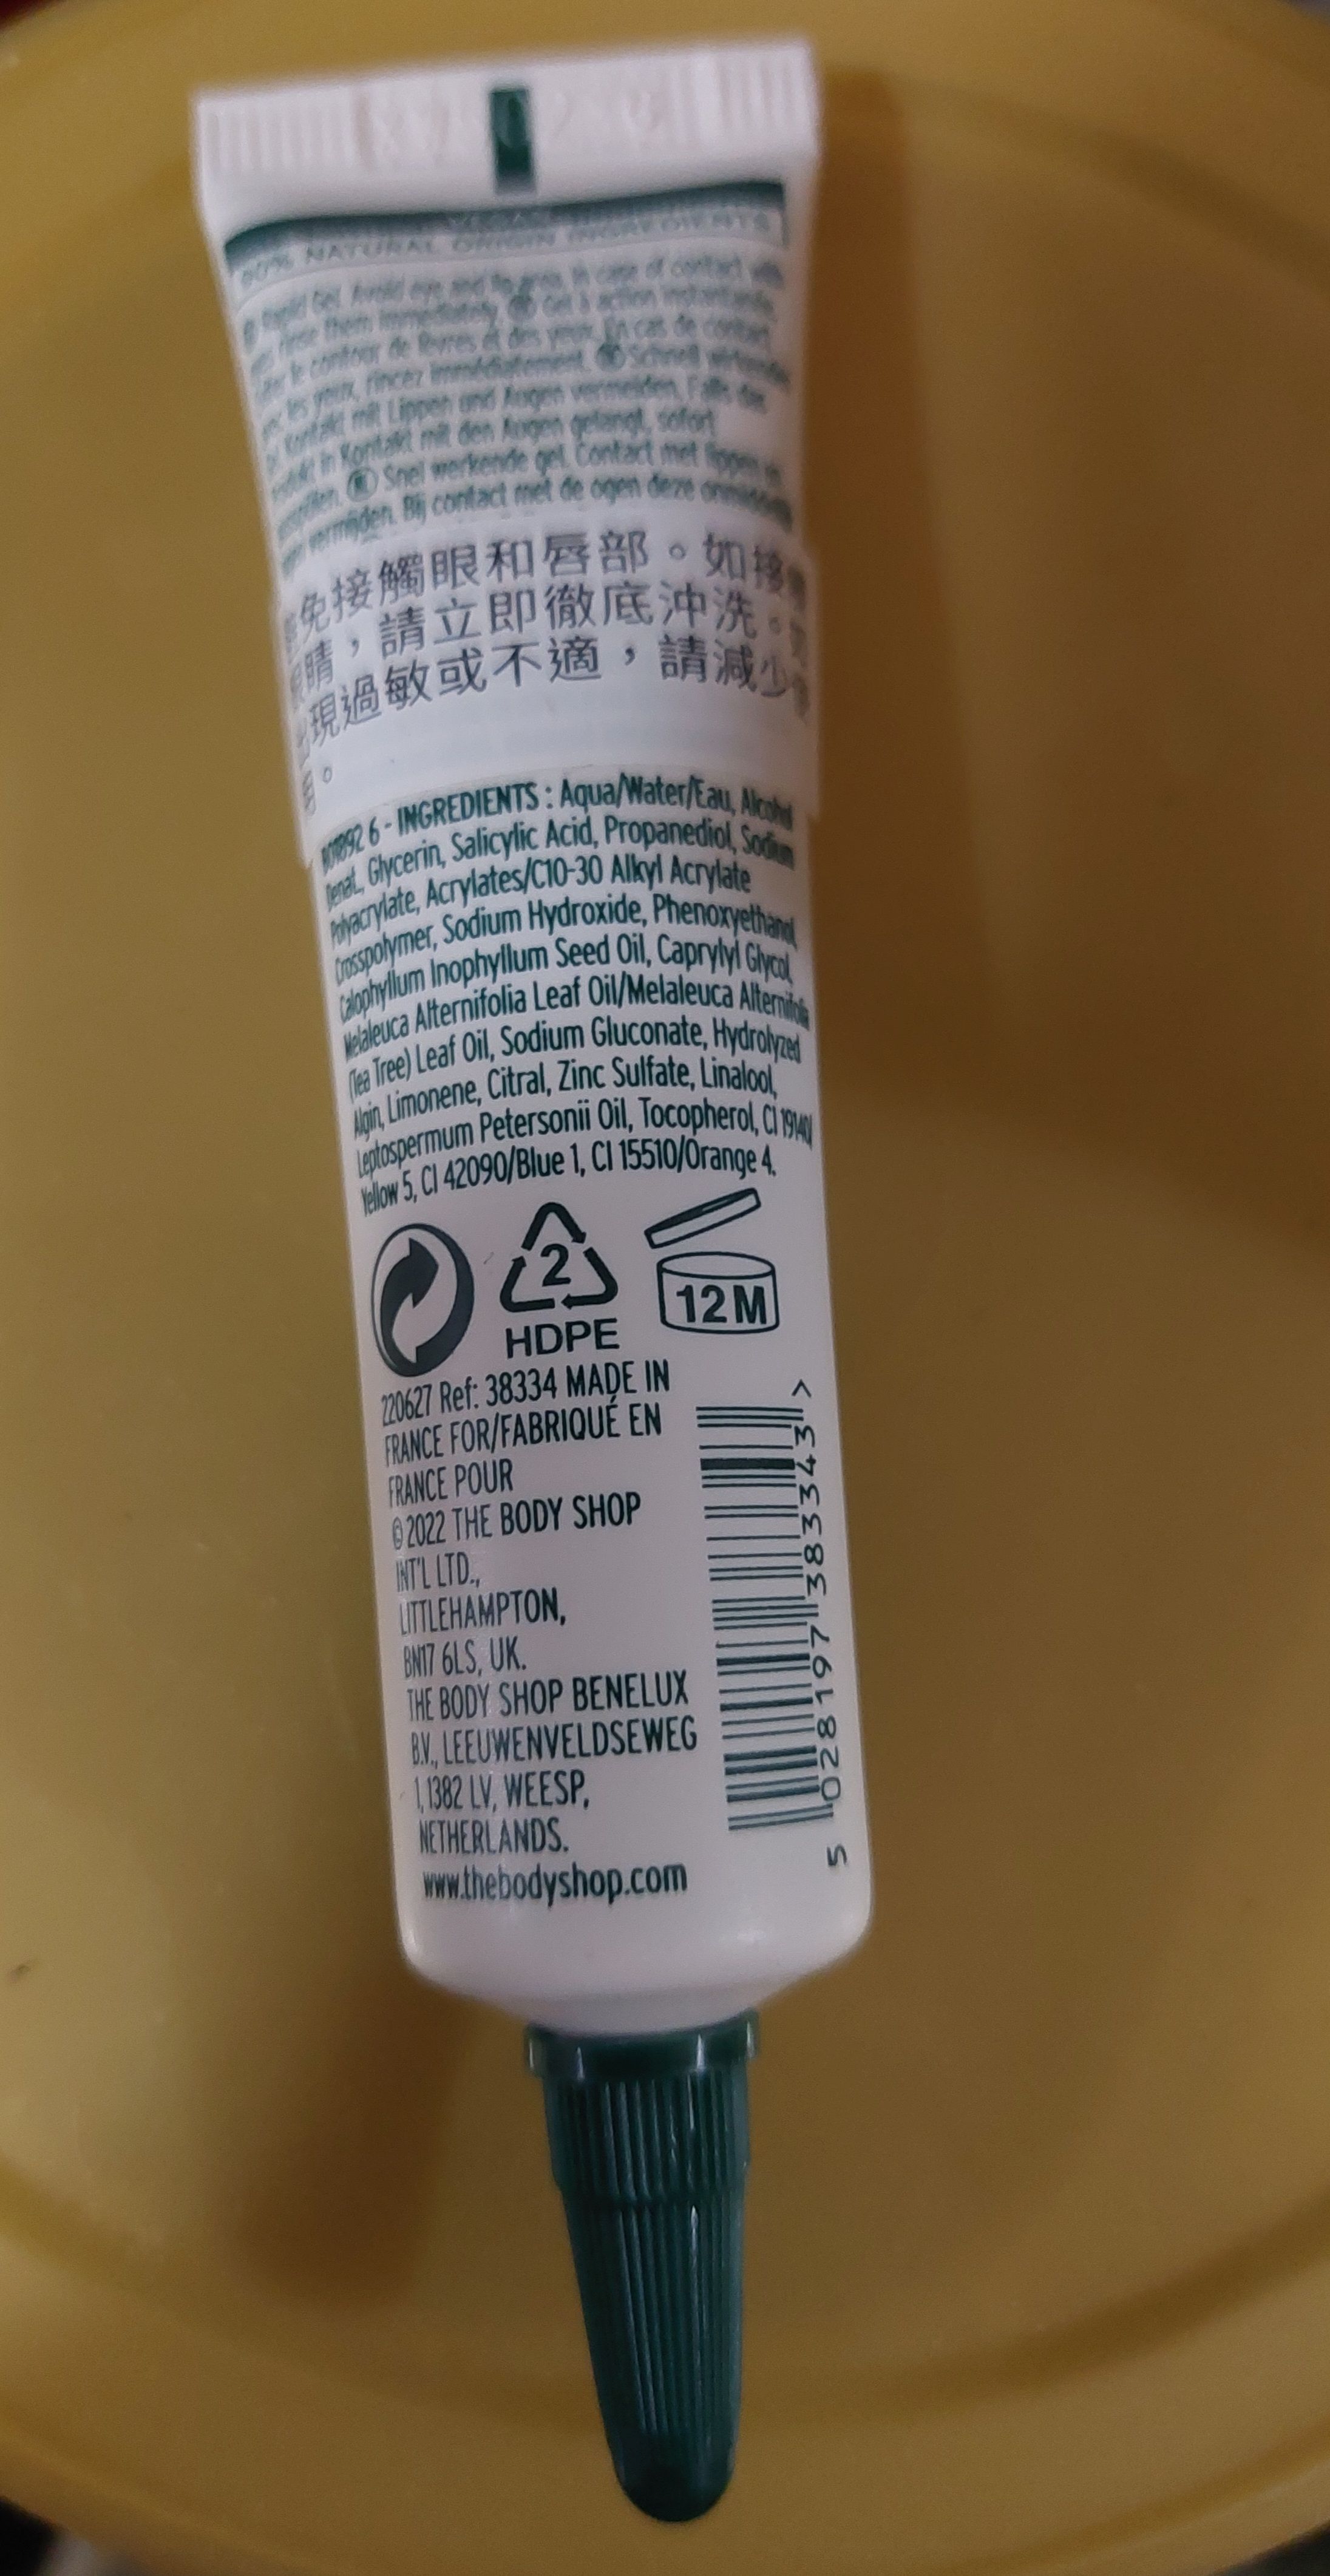 NATURAL ORIGIN INGREDIENTS
Rapid Gel. Avoid eye and lip area. In case of contact with
rinse them immediately. Gel à action instantanée.
le contour de lèvres et des yeux. En cas de contact
les yeux, rincez immédiatement. Schnell wirkendes
Kontakt mit Lippen und Augen vermeiden. Falls das
in Kontakt mit den Augen gelangt, sofort
Snel werkende gel. Contact met lippen en
vermijden. Bij contact met de ogen deze onmiddellijk
免接觸眼和唇部。如接觸
眼睛,請立即徹底沖洗。如
出現過敏或不適,請減少使
用。
6 - INGREDIENTS : Aqua/Water/Eau, Alcohol
Denat., Glycerin, Salicylic Acid, Propanediol, Sodium
Polyacrylate, Acrylates/C10-30 Alkyl Acrylate
Crosspolymer, Sodium Hydroxide, Phenoxyethanol,
Calophyllum Inophyllum Seed Oil, Caprylyl Glycol,
Melaleuca Alternifolia Leaf Oil/Melaleuca Alternifolia
(Tea Tree) Leaf Oil, Sodium Gluconate, Hydrolyzed
Algin, Limonene, Citral, Zinc Sulfate, Linalool,
Leptospermum Petersonii Oil, Tocopherol, CI 19140/
Yellow 5, CI 42090/Blue 1, CI 15510/Orange 4.
2
HDPE
12M
220627 Ref: 38334 MADE IN
FRANCE FOR/FABRIQUÉ EN
FRANCE POUR
©2022 THE BODY SHOP
INT'L LTD.,
LITTLEHAMPTON,
BN17 6LS, UK.
THE BODY SHOP BENELUX
B.V., LEEUWENVELDSEWEG
1, 1382 LV, WEESP,
NETHERLANDS.
www.thebodyshop.com
5 028197 383343 >